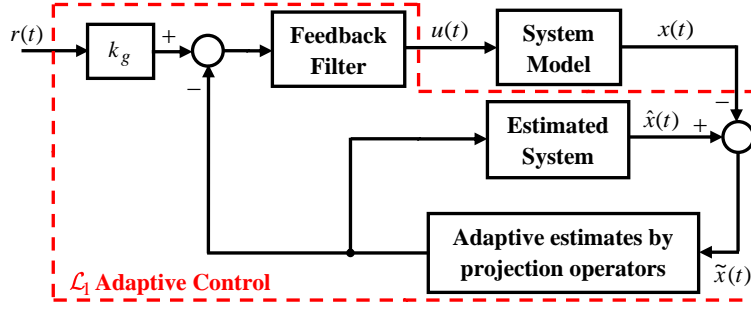 r(t)
k_g
+
−
Feedback
Filter
u(t)
System
Model
x(t)
−
Estimated
System
x̂(t)
+
Adaptive estimates by
projection operators
x̃(t)
ℒ₁ Adaptive Control